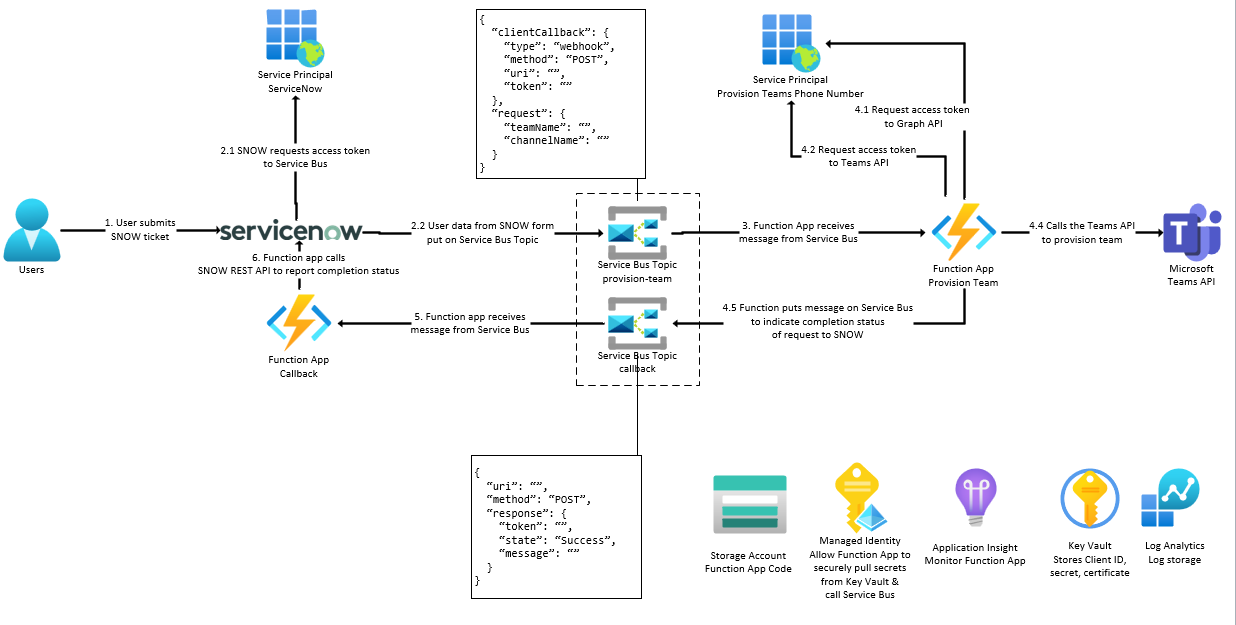 {
“clientCallback”: {
“type”: “webhook”,
“method”: “POST”,
“uri”: “”,
“token”: “”
},
“request”: {
“teamName”: “”,
“channelName”: “”
}
}
Service Principal
ServiceNow
Service Principal
Provision Teams Phone Number
4.1 Request access token
to Graph API
2.1 SNOW requests access token
to Service Bus
4.2 Request access token
to Teams API
1. User submits
SNOW ticket
servicenow
2.2 User data from SNOW form
put on Service Bus Topic
3. Function App receives
message from Service Bus
4.4 Calls the Teams API
to provision team
Users
6. Function app calls
SNOW REST API to report completion status
Service Bus Topic
provision-team
Function App
Provision Team
T
Microsoft
Teams API
5. Function app receives
message from Service Bus
4.5 Function puts message on Service Bus
to indicate completion status
of request to SNOW
Function App
Callback
Service Bus Topic
callback
{
“uri”: “”,
“method”: “POST”,
“response”: {
“token”: “”,
“state”: “Success”,
“message”: “”
}
}
Storage Account
Function App Code
Managed Identity
Allow Function App to
securely pull secrets
from Key Vault &
call Service Bus
Application Insight
Monitor Function App
Key Vault
Stores Client ID,
secret, certificate
Log Analytics
Log storage